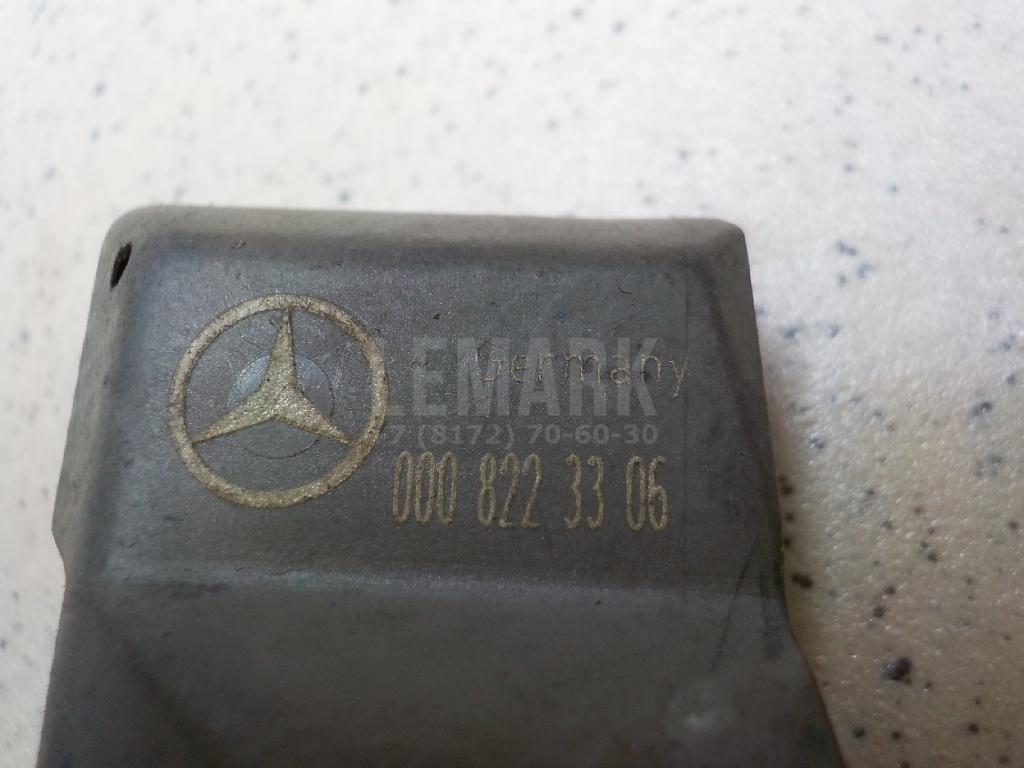 Germany
LEMARK
+7 (8172) 70-60-30
000 822 33 06